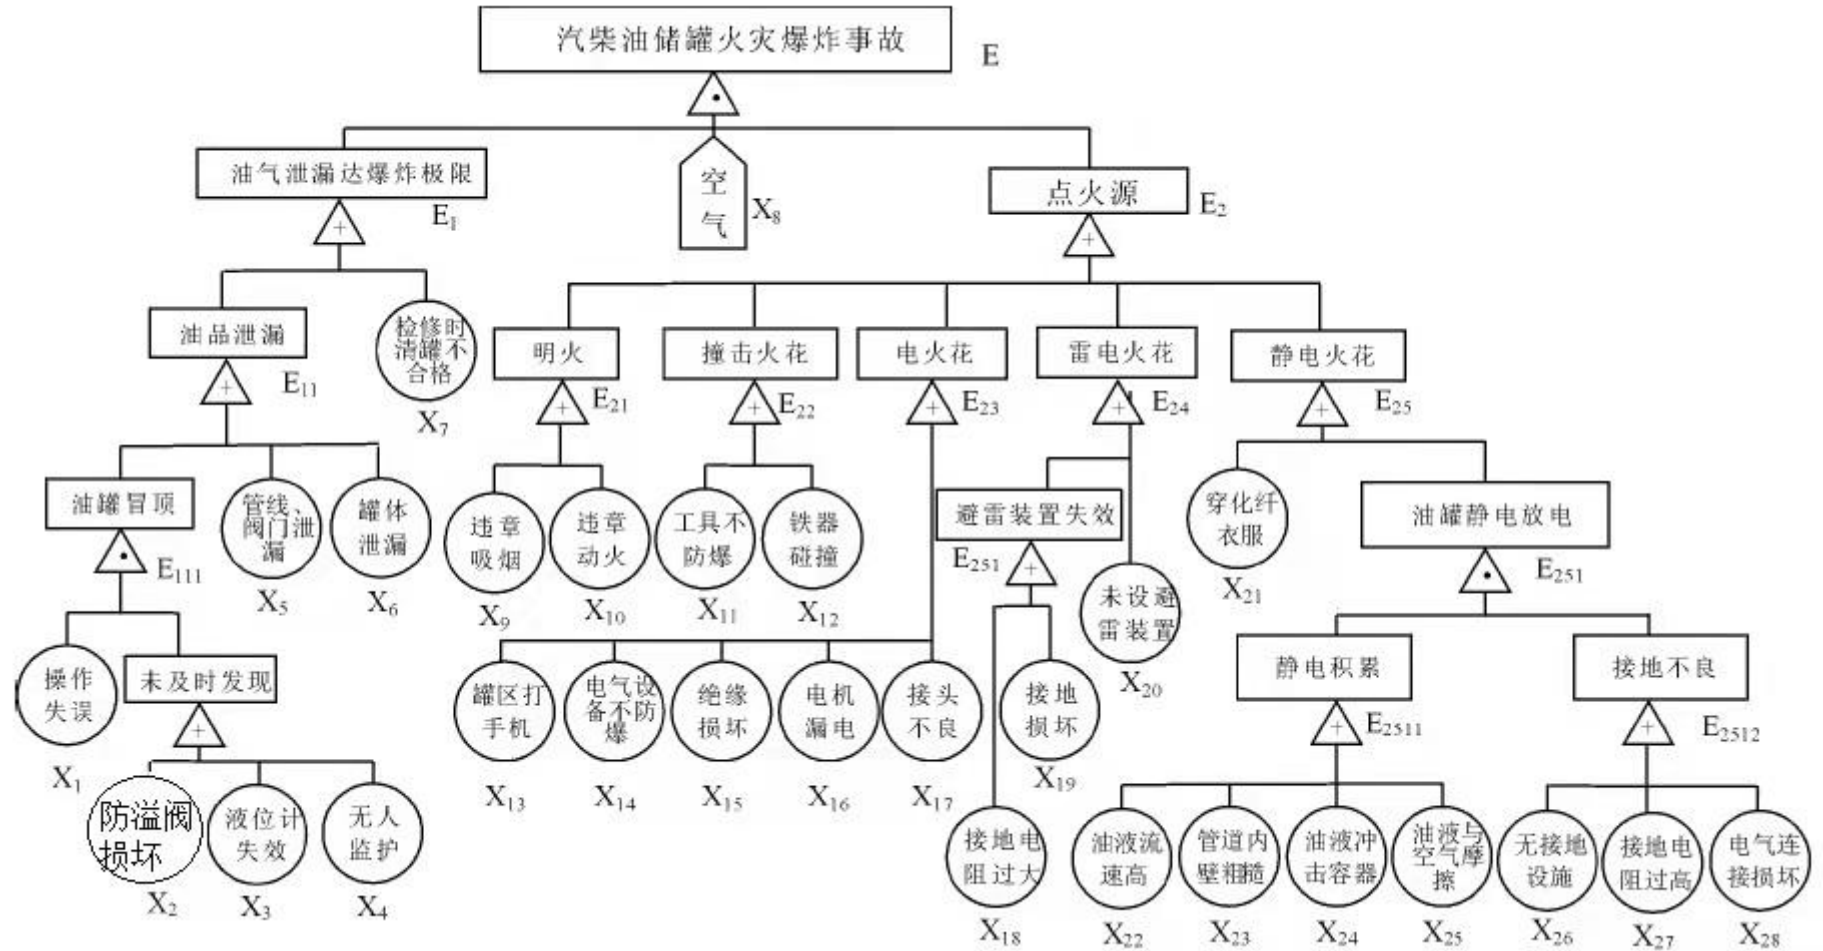 汽柴油储罐火灾爆炸事故
E
油气泄漏达爆炸极限
E1
空
气
X8
点火源
E2
油品泄漏
E11
检修时
清罐不
合格
X7
明火
E21
撞击火花
E22
电火花
E23
雷电火花
E24
静电火花
E25
油罐冒顶
E111
管线、
阀门泄
漏
X5
罐体
泄漏
X6
违章
吸烟
X9
违章
动火
X10
工具不
防爆
X11
铁器
碰撞
X12
避雷装置失效
E251
未设避
雷装置
X20
穿化纤
衣服
X21
油罐静电放电
E251
操作
失误
X1
未及时发现
罐区打
手机
X13
电气设
备不防
爆
X14
绝缘
损坏
X15
电机
漏电
X16
接头
不良
X17
接地
损坏
X19
静电积累
E2511
接地不良
E2512
防溢阀
损坏
X2
液位计
失效
X3
无人
监护
X4
接地电
阻过大
X18
油液流
速高
X22
管道内
壁粗糙
X23
油液冲
击容器
X24
油液与
空气摩
擦
X25
无接地
设施
X26
接地电
阻过高
X27
电气连
接损坏
X28